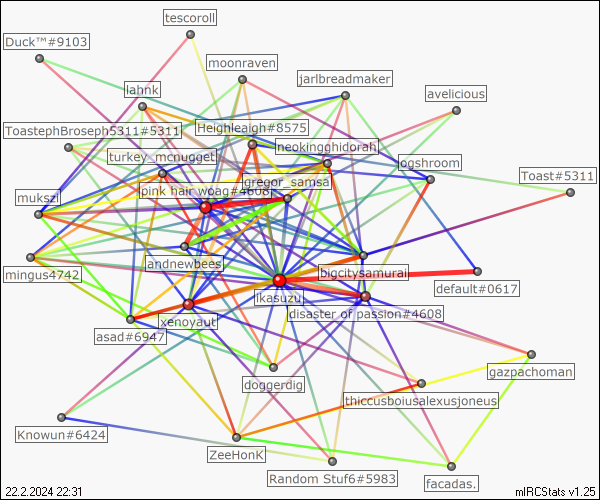 tescoroll
Duck™#9103
moonraven
jarlbreadmaker
lahnk
avelicious
Heighleaigh#8575
ToastephBroseph5311#5311
neokingghidorah
turkey_mcnugget
ogshroom
Toast#5311
gregor_samsa
pink hair woag#4608
mukszi
andnewbees
mingus4742
bigcitysamurai
default#0617
ikasuzu
disaster of passion#4608
xenoyaut
asad#6947
gazpachoman
doggerdig
thiccusboiusalexusjoneus
Knowun#6424
ZeeHonK
Random Stuf6#5983
facadas.
22.2.2024 22:31
mIRCStats v1.25